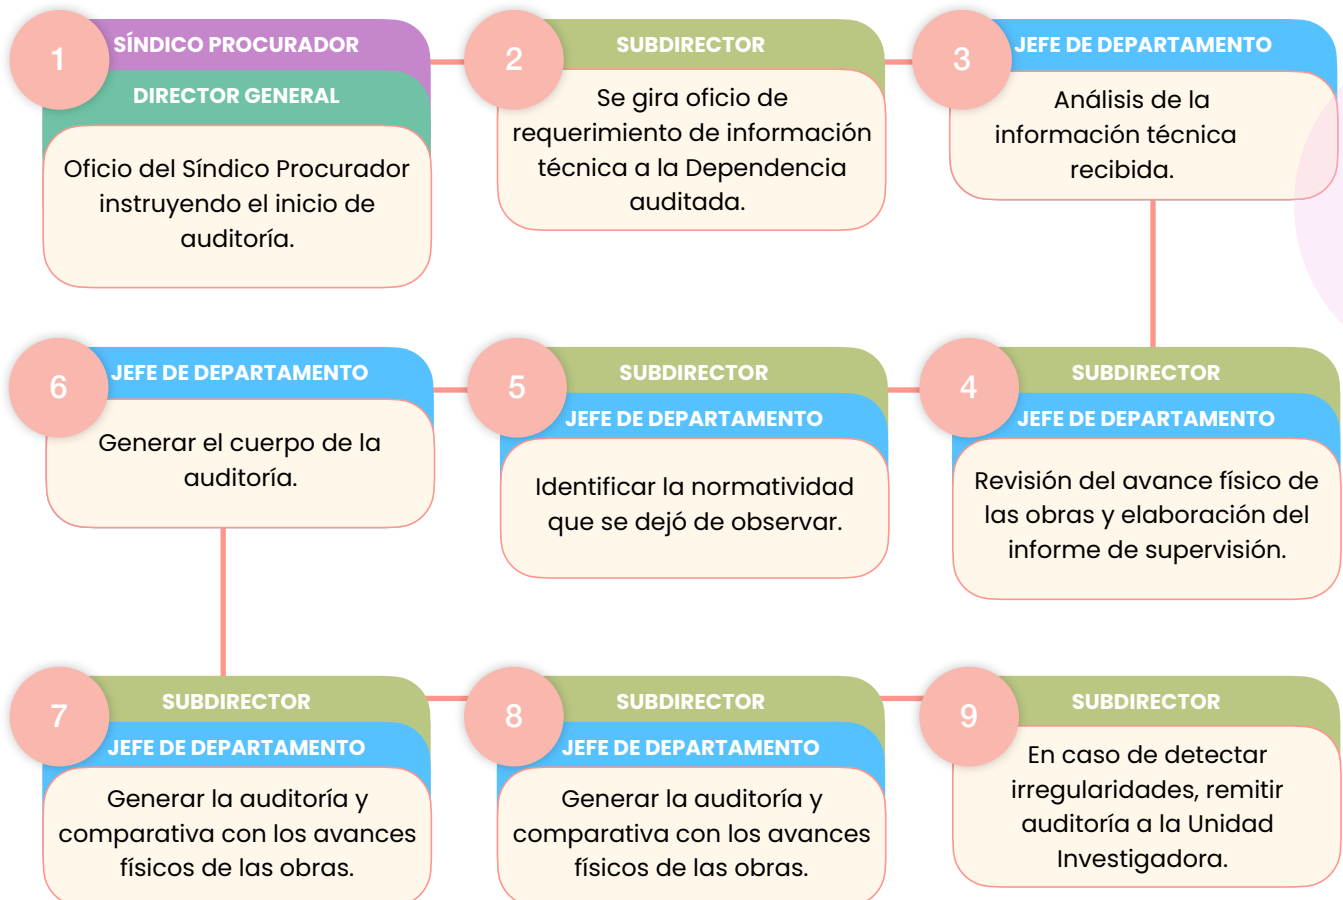 1
SÍNDICO PROCURADOR
DIRECTOR GENERAL
Oficio del Síndico Procurador
instruyendo el inicio de
auditoría.
2
SUBDIRECTOR
Se gira oficio de
requerimiento de información
técnica a la Dependencia
auditada.
3
JEFE DE DEPARTAMENTO
Análisis de la
información técnica
recibida.
4
SUBDIRECTOR
JEFE DE DEPARTAMENTO
Revisión del avance físico de
las obras y elaboración del
informe de supervisión.
5
SUBDIRECTOR
JEFE DE DEPARTAMENTO
Identificar la normatividad
que se dejó de observar.
6
JEFE DE DEPARTAMENTO
Generar el cuerpo de la
auditoría.
7
SUBDIRECTOR
JEFE DE DEPARTAMENTO
Generar la auditoría y
comparativa con los avances
físicos de las obras.
8
SUBDIRECTOR
JEFE DE DEPARTAMENTO
Generar la auditoría y
comparativa con los avances
físicos de las obras.
9
SUBDIRECTOR
En caso de detectar
irregularidades, remitir
auditoría a la Unidad
Investigadora.